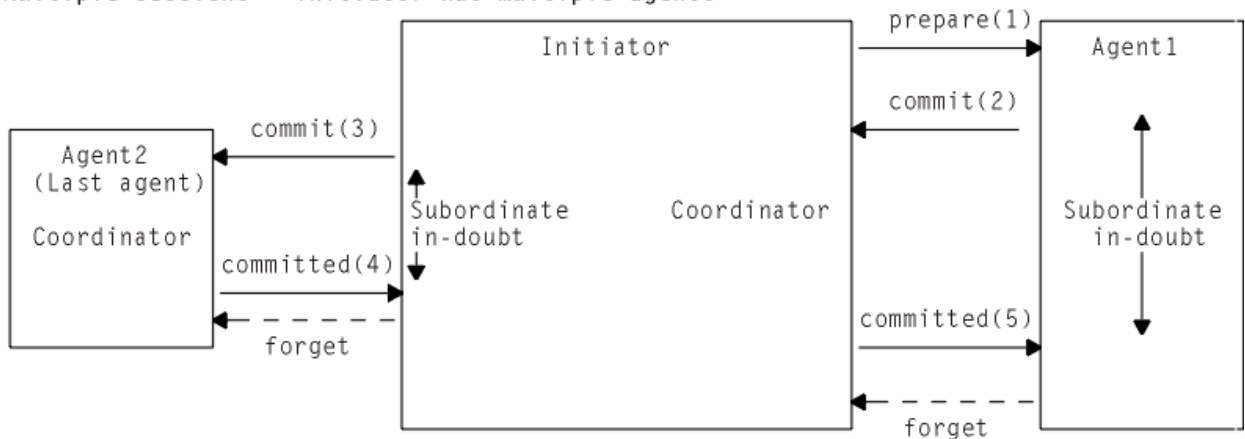 Multiple sessions Initiator has multiple agents
prepare(1)
Initiator
Agent1
commit(2)
commit(3)
Agent2
(Last agent)
Coordinator
Subordinate
in-doubt
Coordinator
Subordinate
in-doubt
committed(4)
forget
committed(5)
forget